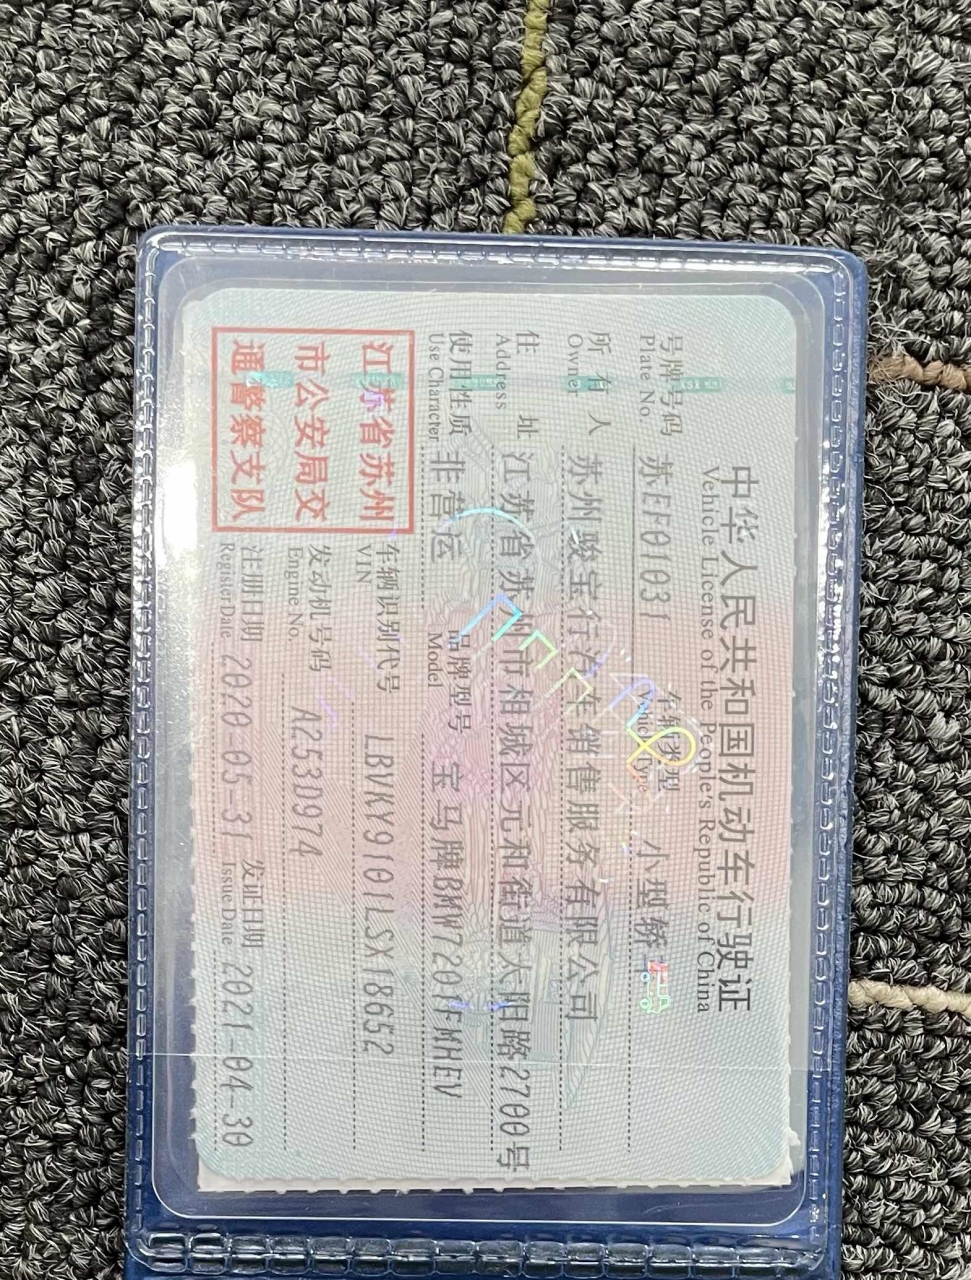 中华人民共和国机动车行驶证
Vehicle License of the People's Republic of China
号牌号码 苏EF01031 车辆类型 小型轿
Plate No.
所有人 苏州骏宝行汽车销售服务有限公司
Owner
住址 江苏省苏州市相城区元和街道太阳路2700号
Address
使用性质 非营运 品牌型号 宝马牌BMW7207FMHEV
Use Character Model
江苏省苏州
市公安局交
通警察支队
车辆识别代号 LBVKY9101LSX18652
VIN
发动机号码 A253D974
Engine No.
注册日期 2020-05-31 发证日期 2021-04-30
Register Date Issue Date